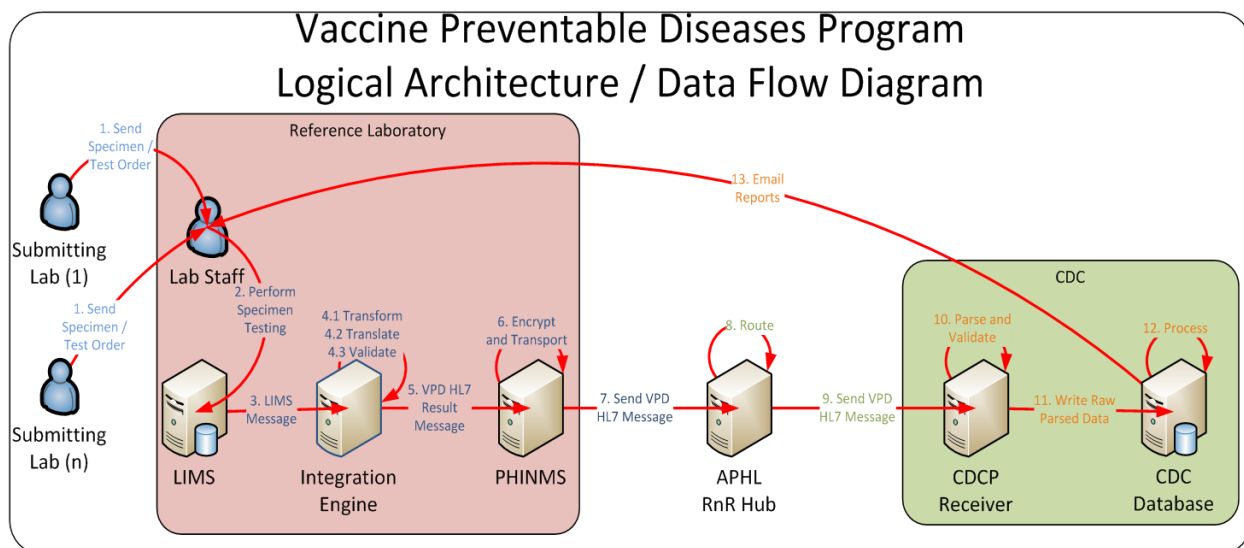 Vaccine Preventable Diseases Program
Logical Architecture / Data Flow Diagram
Reference Laboratory
1. Send
Specimen /
Test Order
Submitting
Lab (1)
1. Send
Specimen /
Test Order
Submitting
Lab (n)
Lab Staff
2. Perform
Specimen
Testing
LIMS
3. LIMS
Message
4.1 Transform
4.2 Translate
4.3 Validate
Integration
Engine
5. VPD HL7
Result
Message
6. Encrypt
and Transport
PHINMS
7. Send VPD
HL7 Message
8. Route
APHL
RnR Hub
9. Send VPD
HL7 Message
CDC
10. Parse and
Validate
CDCP
Receiver
11. Write Raw
Parsed Data
12. Process
CDC
Database
13. Email
Reports